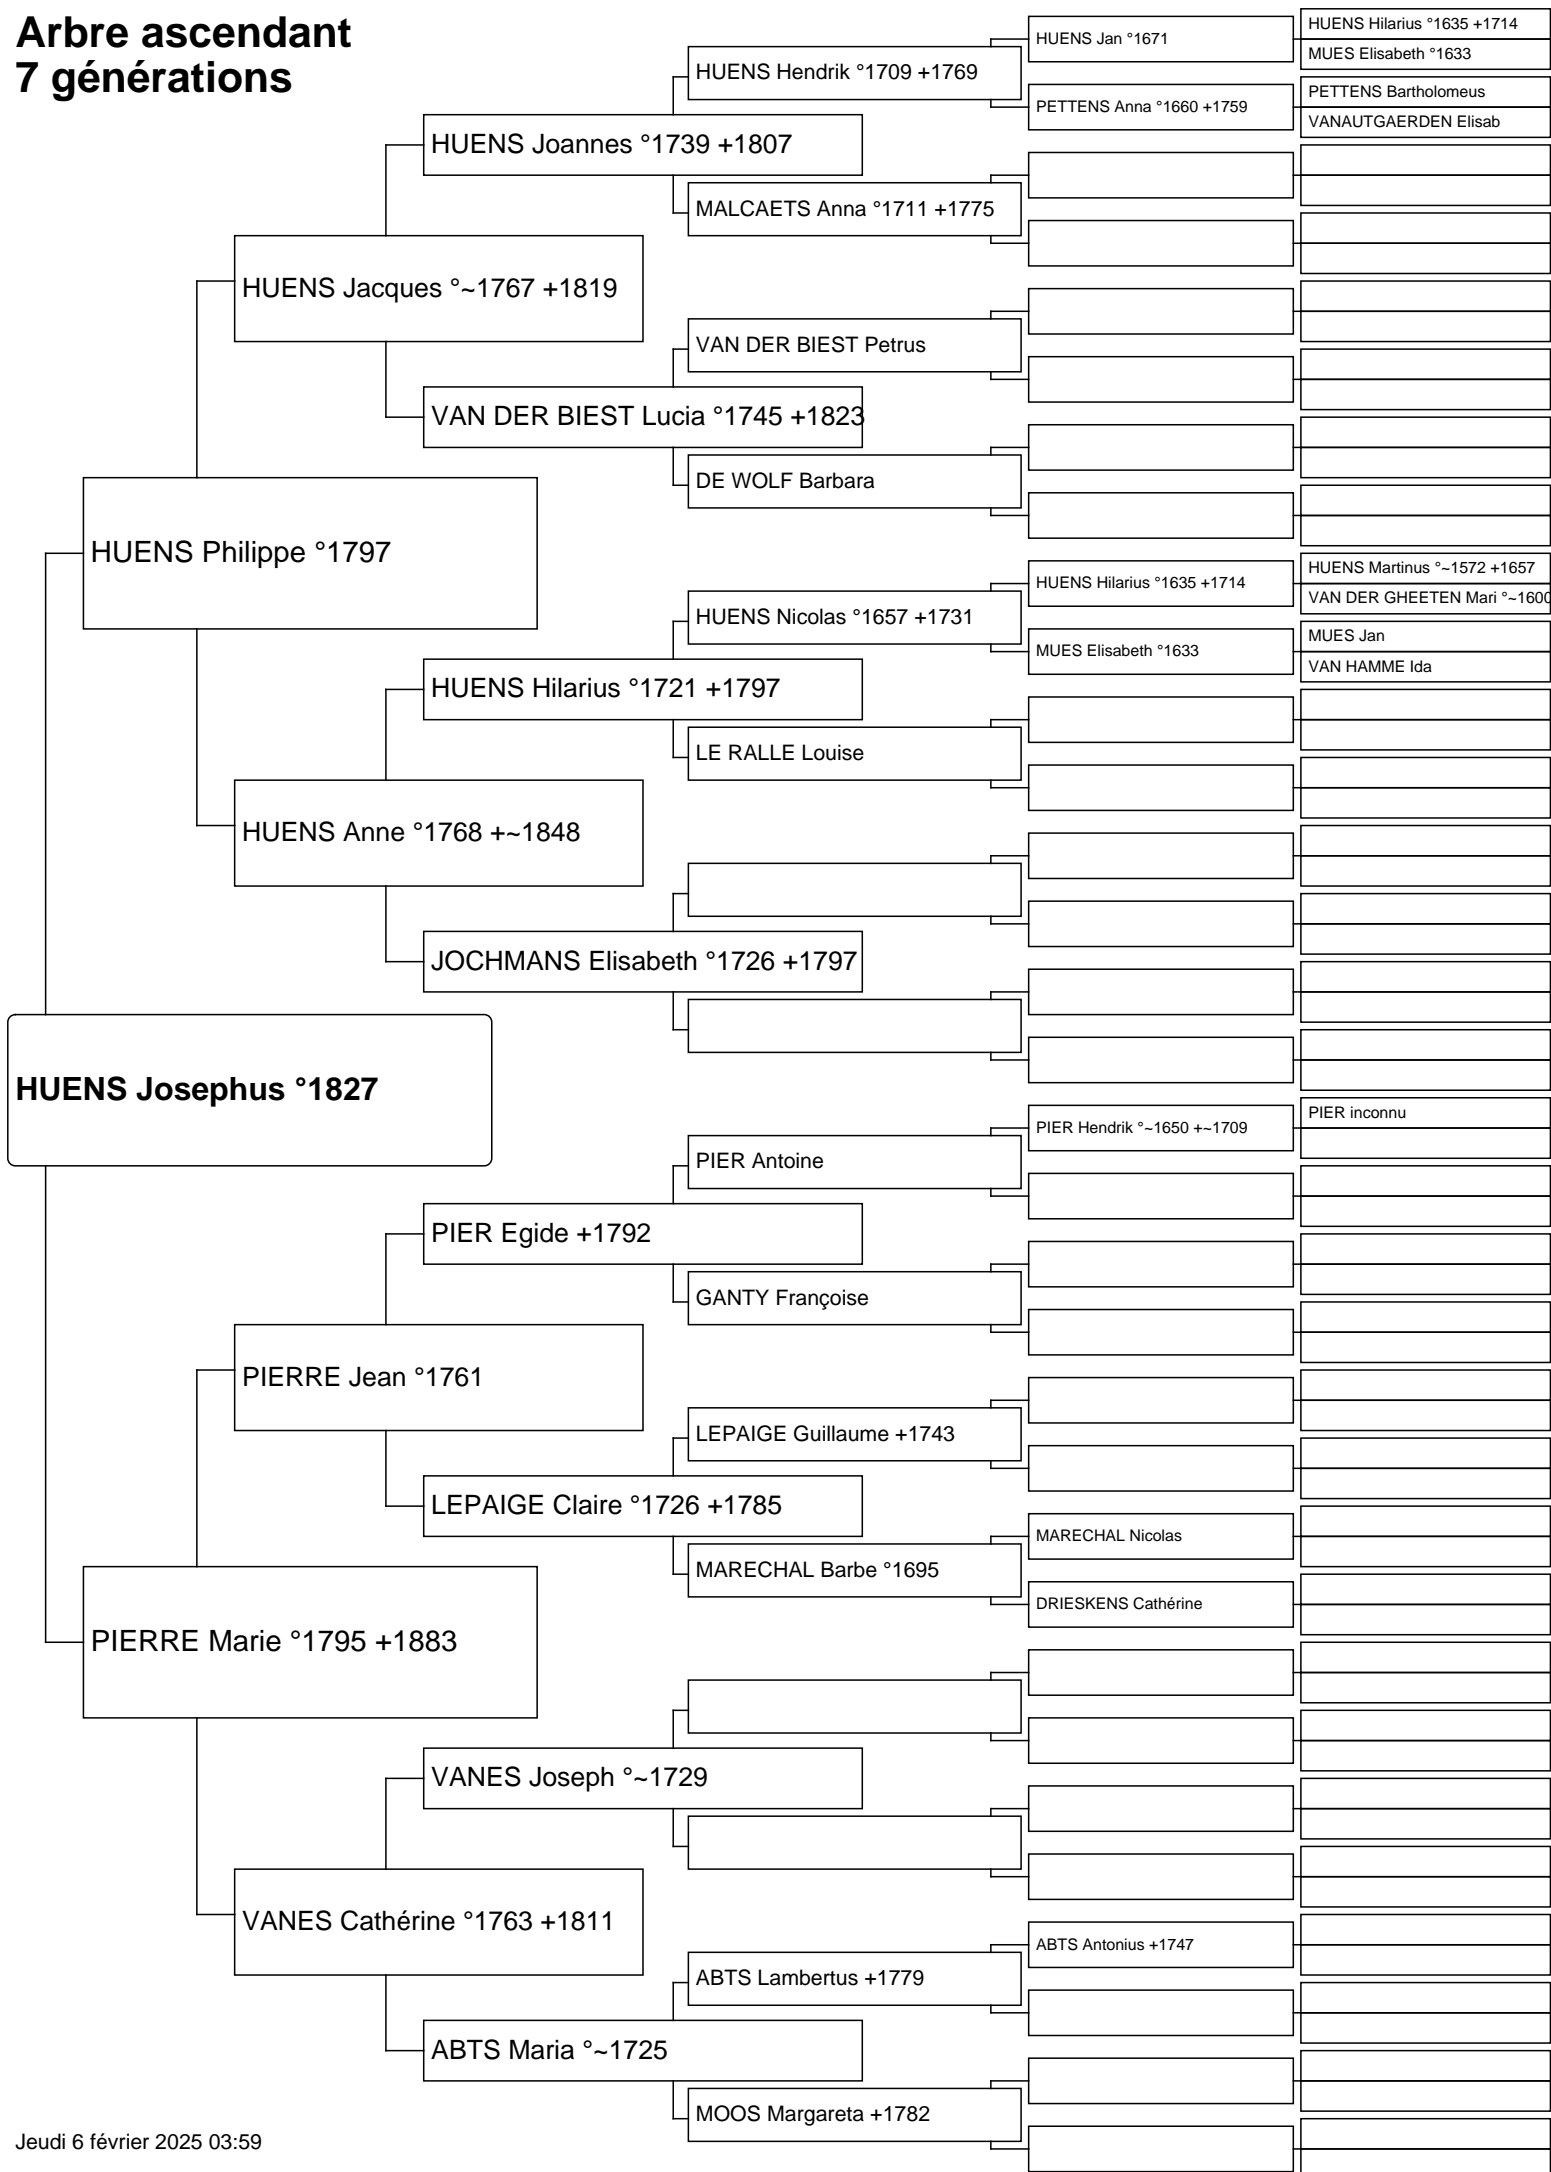 Arbre ascendant
7 générations
HUENS Josephus °1827
HUENS Philippe °1797
PIERRE Marie °1795 +1883
HUENS Jacques °~1767 +1819
HUENS Anne °1768 +~1848
PIERRE Jean °1761
VANES Cathérine °1763 +1811
HUENS Joannes °1739 +1807
VAN DER BIEST Lucia °1745 +1823
HUENS Hilarius °1721 +1797
JOCHMANS Elisabeth °1726 +1797
PIER Egide +1792
LEPAIGE Claire °1726 +1785
VANES Joseph °~1729
ABTS Maria °~1725
HUENS Hendrik °1709 +1769
MALCAETS Anna °1711 +1775
VAN DER BIEST Petrus
DE WOLF Barbara
HUENS Nicolas °1657 +1731
LE RALLE Louise
PIER Antoine
GANTY Françoise
LEPAIGE Guillaume +1743
MARECHAL Barbe °1695
ABTS Lambertus +1779
MOOS Margareta +1782
HUENS Jan °1671
PETTENS Anna °1660 +1759
HUENS Hilarius °1635 +1714
MUES Elisabeth °1633
PIER Hendrik °~1650 +~1709
MARECHAL Nicolas
DRIESKENS Cathérine
ABTS Antonius +1747
HUENS Hilarius °1635 +1714
MUES Elisabeth °1633
PETTENS Bartholomeus
VANAUTGAERDEN Elisab
HUENS Martinus °~1572 +1657
VAN DER GHEETEN Mari °~1600
MUES Jan
VAN HAMME Ida
PIER inconnu
Jeudi 6 février 2025 03:59